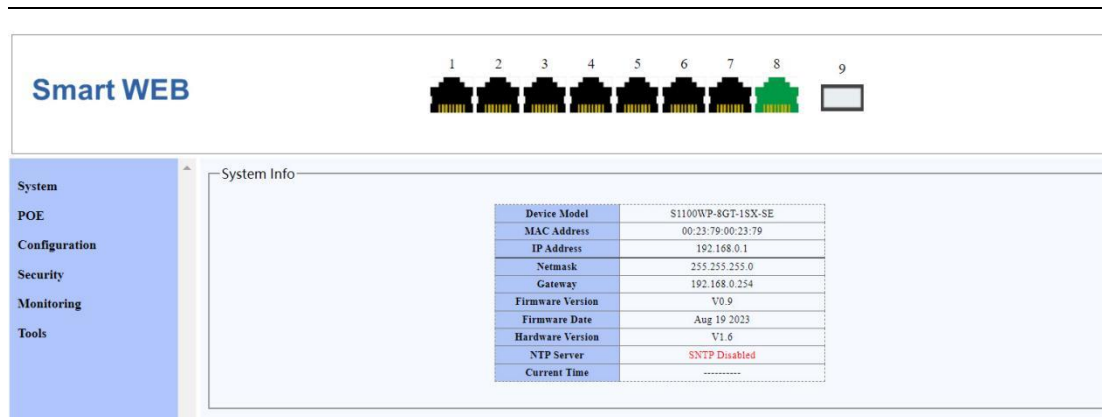 1 2 3 4 5 6 7 8 9
Smart WEB
System
POE
Configuration
Security
Monitoring
Tools
System Info
Device Model S1100WP-8GT-1SX-SE
MAC Address 00:23:79:00:23:79
IP Address 192.168.0.1
Netmask 255.255.255.0
Gateway 192.168.0.254
Firmware Version V0.9
Firmware Date Aug 19 2023
Hardware Version V1.6
NTP Server SNTP Disabled
Current Time ----------